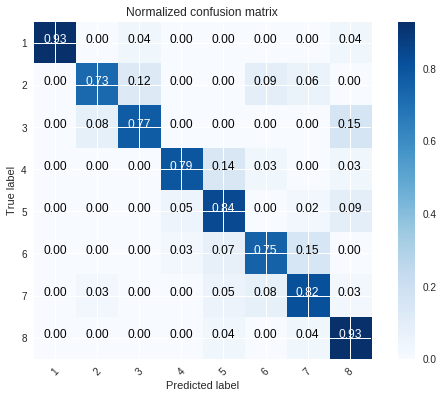 Normalized confusion matrix
1 0.93 0.00 0.04 0.00 0.00 0.00 0.00 0.04
2 0.00 0.73 0.12 0.00 0.00 0.09 0.06 0.00
3 0.00 0.08 0.77 0.00 0.00 0.00 0.00 0.15
4 0.00 0.00 0.00 0.79 0.14 0.03 0.00 0.03
5 0.00 0.00 0.00 0.05 0.84 0.00 0.02 0.09
6 0.00 0.00 0.00 0.03 0.07 0.75 0.15 0.00
7 0.00 0.03 0.00 0.00 0.05 0.08 0.82 0.03
8 0.00 0.00 0.00 0.00 0.04 0.00 0.04 0.93
1 2 3 4 5 6 7 8
True label
Predicted label
0.8
0.6
0.4
0.2
0.0